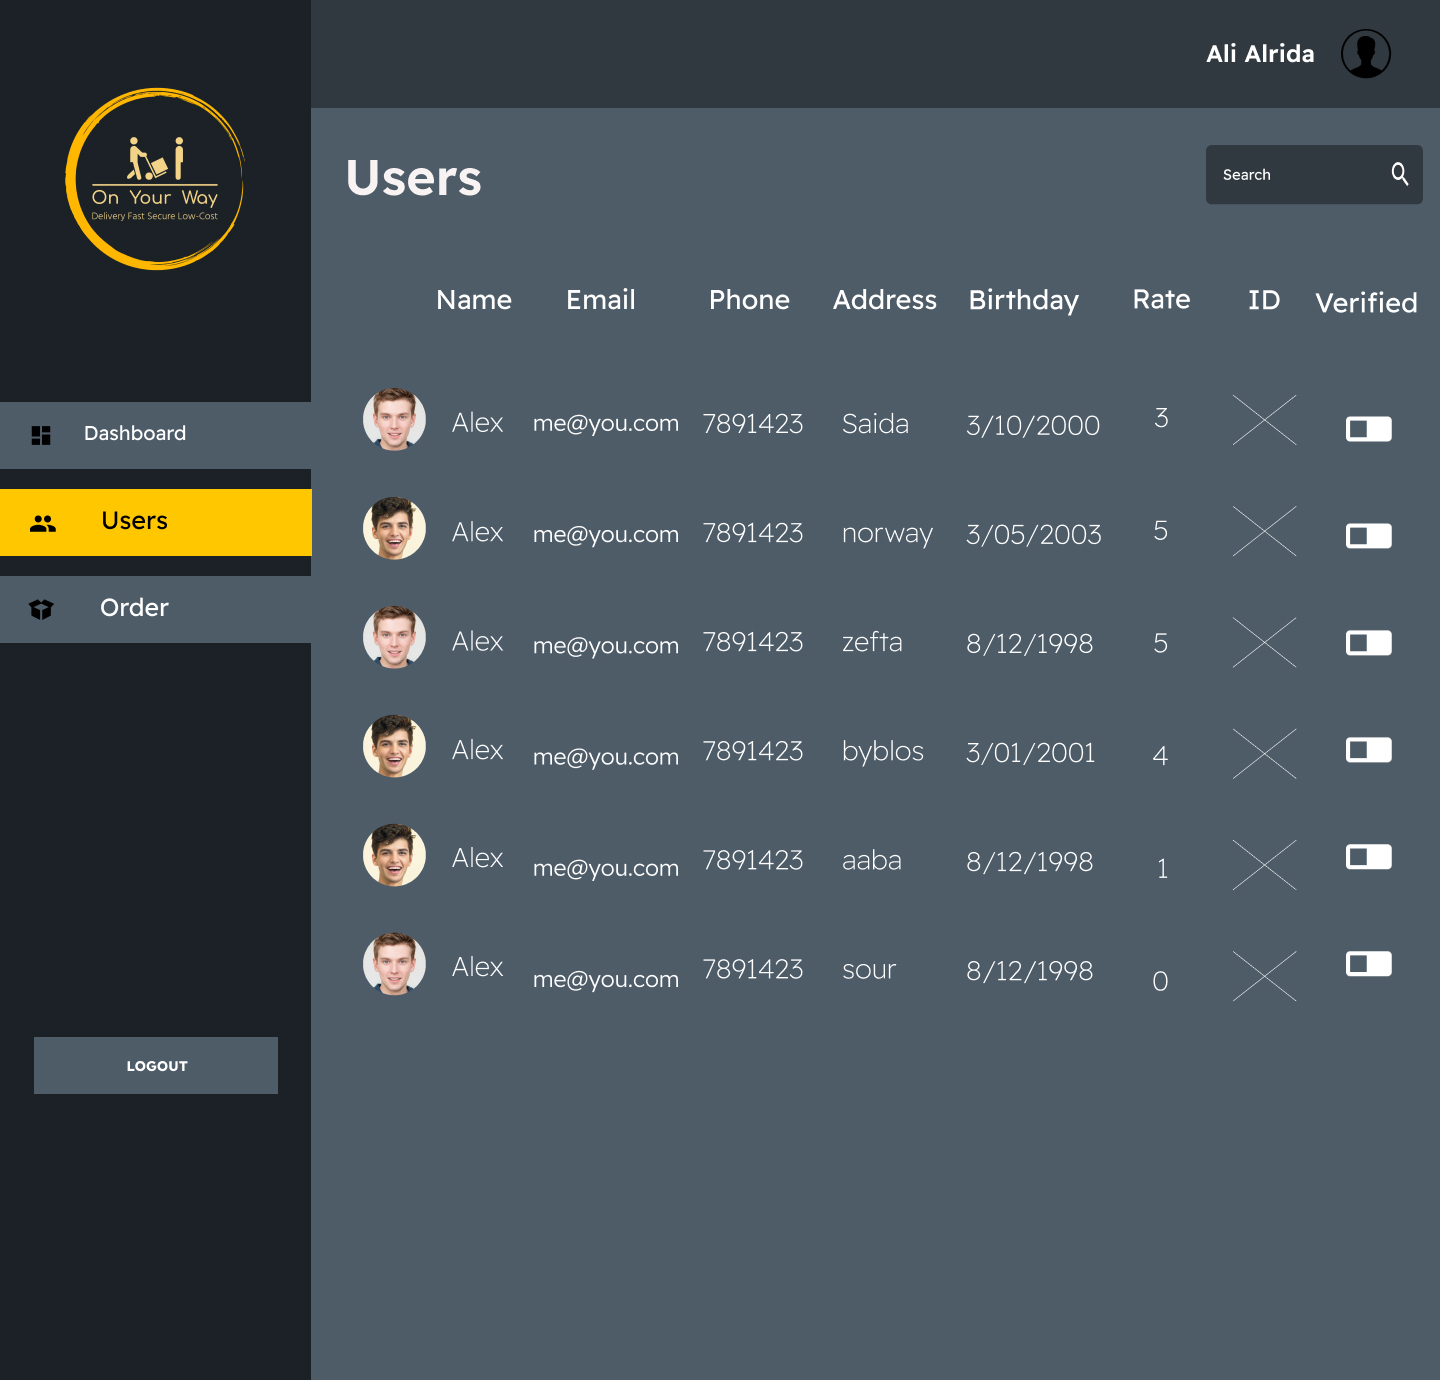 Ali Alrida
On Your Way
Delivery Fast Secure Low-Cost
Users
Search
Name Email Phone Address Birthday Rate ID Verified
Alex me@you.com 7891423 Saida 3/10/2000 3
Dashboard
Alex me@you.com 7891423 norway 3/05/2003 5
Users
Order
Alex me@you.com 7891423 zefta 8/12/1998 5
Alex me@you.com 7891423 byblos 3/01/2001 4
Alex me@you.com 7891423 aaba 8/12/1998 1
Alex me@you.com 7891423 sour 8/12/1998 0
LOGOUT